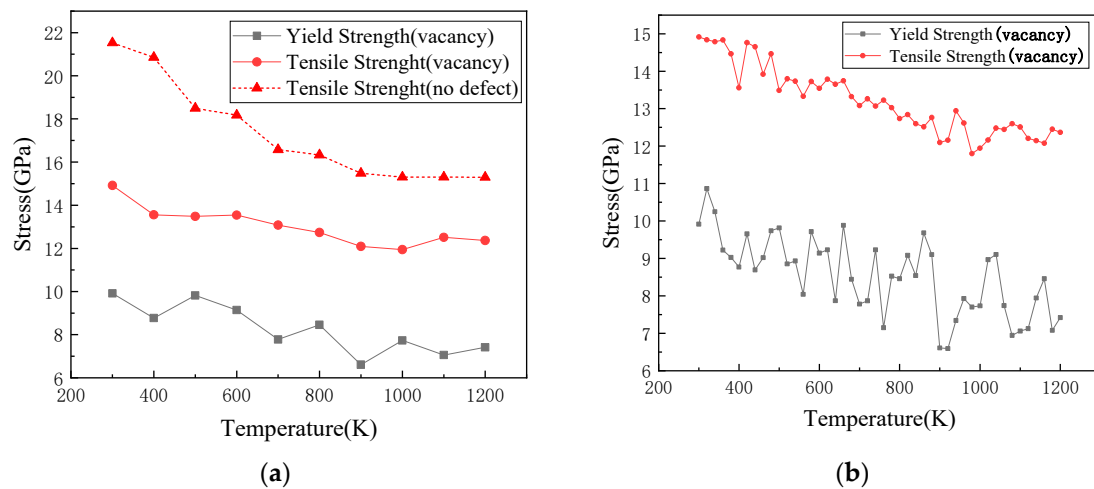 22
20
18
16
14
12
10
8
6
Stress(GPa)
Yield Strength(vacancy)
Tensile Strenght(vacancy)
Tensile Strenght(no defect)
200 400 600 800 1000 1200
Temperature(K)
(a)
15
14
13
12
11
10
9
8
7
6
Stress(GPa)
Yield Strength(vacancy)
Tensile Strength(vacancy)
200 400 600 800 1000 1200
Temperature(K)
(b)